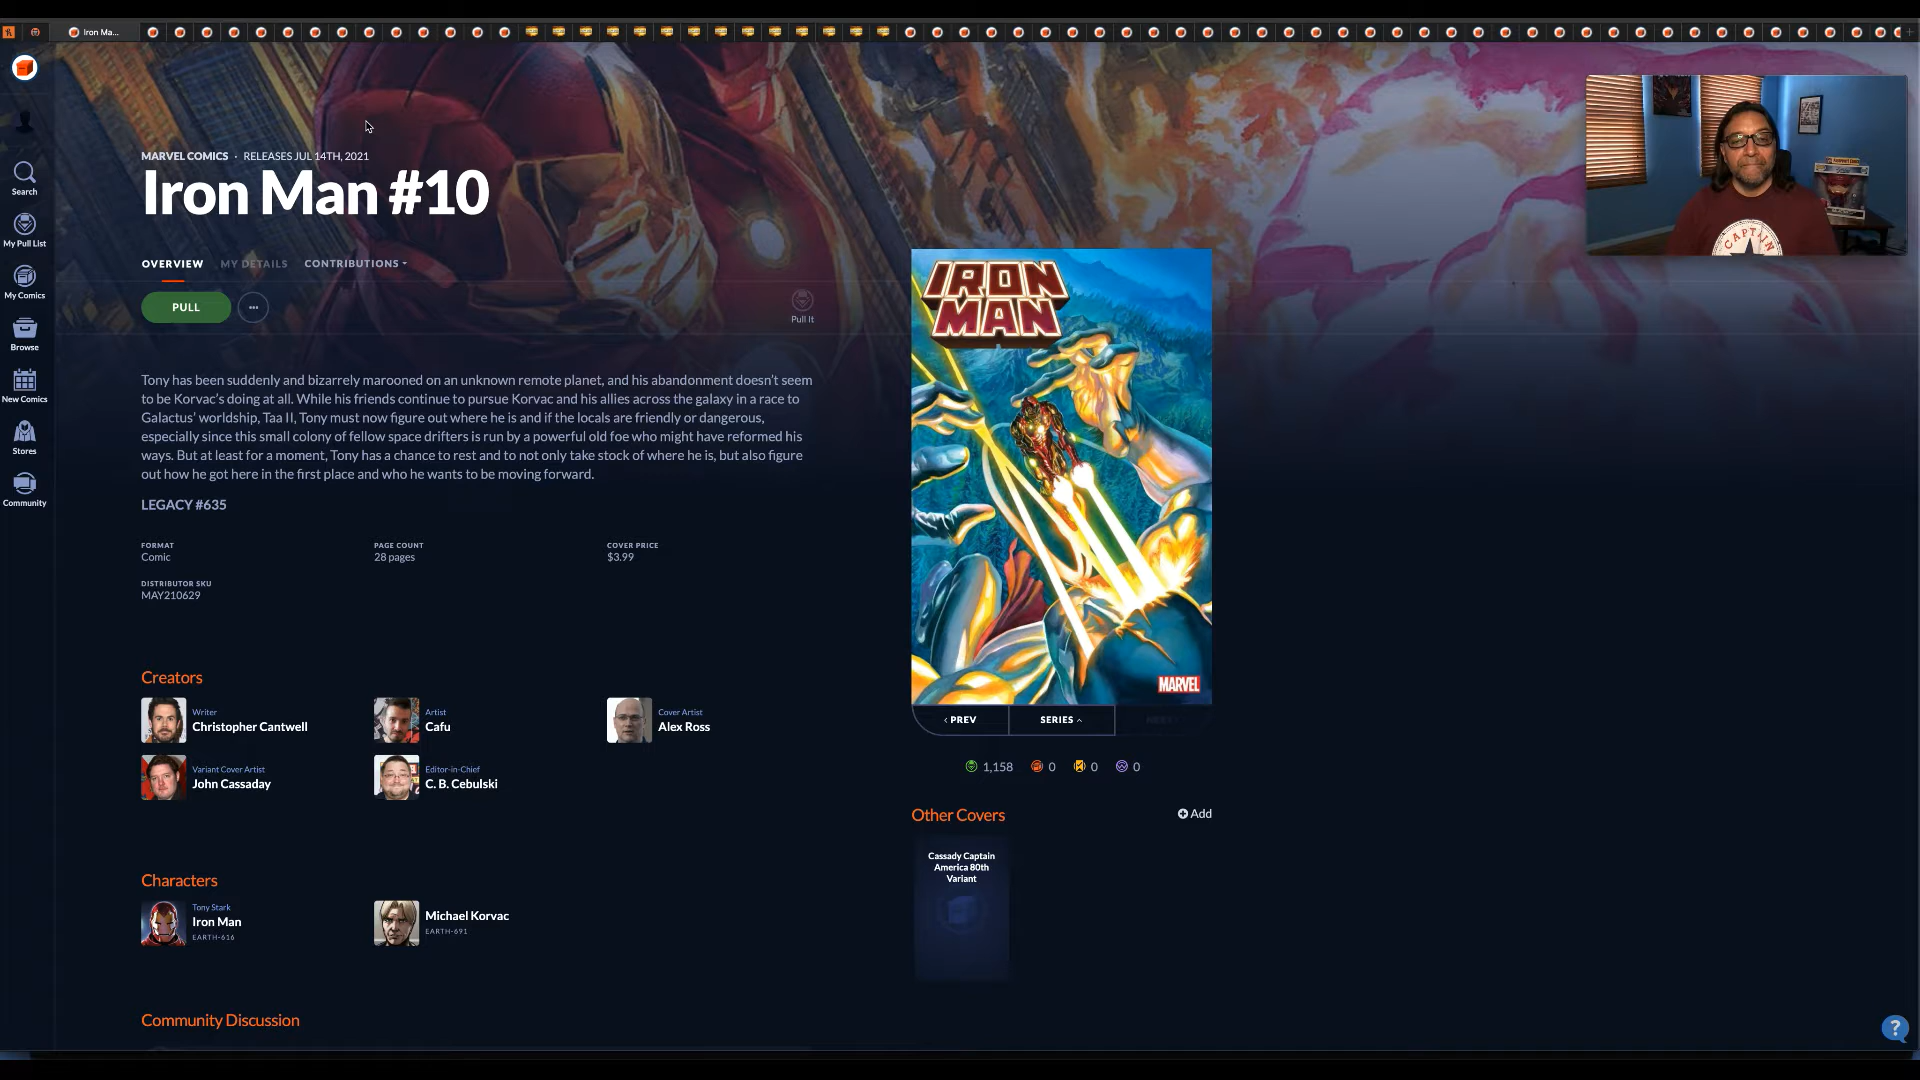 Iron Ma...
MARVEL COMICS · RELEASES JUL 14TH, 2021
Iron Man #10
Search
My Pull List
My Comics
Browse
New Comics
Stores
Community
OVERVIEW MY DETAILS CONTRIBUTIONS
PULL
Pull It
Tony has been suddenly and bizarrely marooned on an unknown remote planet, and his abandonment doesn't seem
to be Korvac's doing at all. While his friends continue to pursue Korvac and his allies across the galaxy in a race to
Galactus' worldship, Taa II, Tony must now figure out where he is and if the locals are friendly or dangerous,
especially since this small colony of fellow space drifters is run by a powerful old foe who might have reformed his
ways. But at least for a moment, Tony has a chance to rest and to not only take stock of where he is, but also figure
out how he got here in the first place and who he wants to be moving forward.
LEGACY #635
FORMAT PAGE COUNT COVER PRICE
Comic 28 pages $3.99
DISTRIBUTOR SKU
MAY210629
Creators
Writer
Christopher Cantwell
Artist
Cafu
Cover Artist
Alex Ross
Variant Cover Artist
John Cassaday
Editor-in-Chief
C. B. Cebulski
Characters
Tony Stark
Iron Man
EARTH-616
Michael Korvac
EARTH-691
Community Discussion
IRON
MAN
MARVEL
‹ PREV SERIES NEXT ›
1,158 0 0 0
Other Covers Add
Cassady Captain
America 80th
Variant
CAPTAIN
?